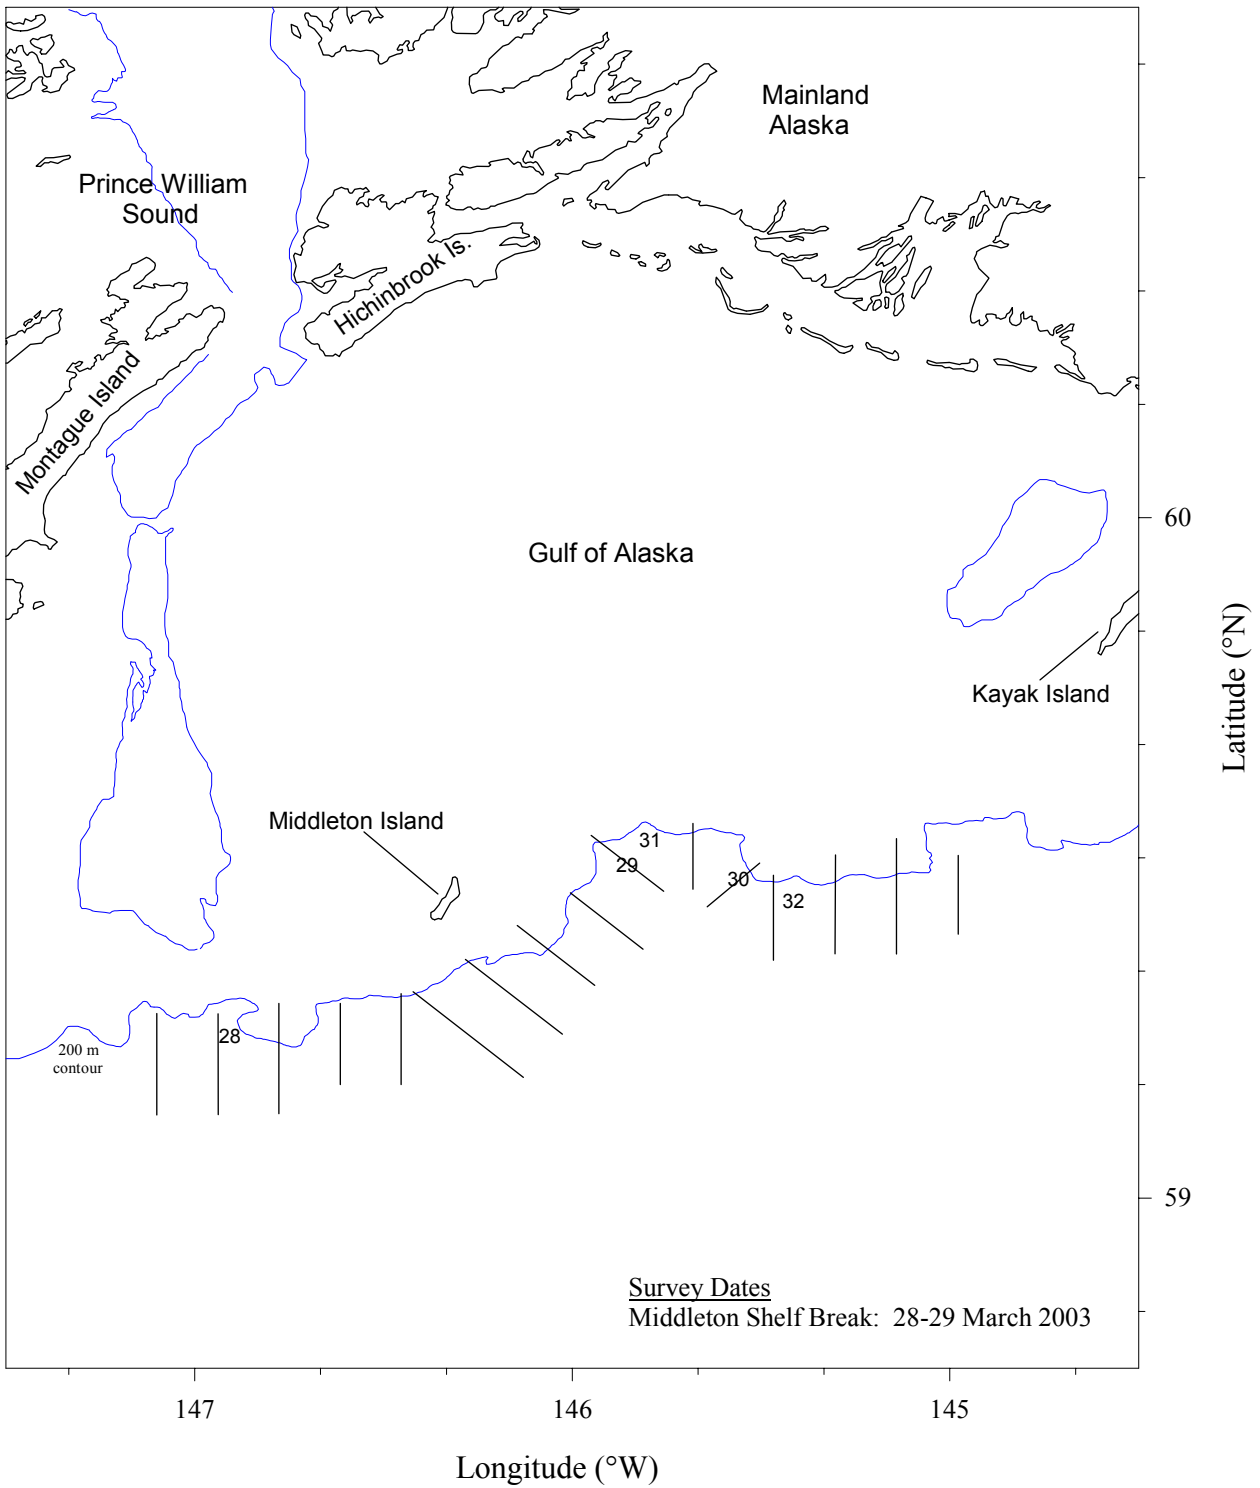 Mainland
Alaska
Prince William
Sound
Hichinbrook Is.
Montague Island
60
Gulf of Alaska
Latitude (°N)
Kayak Island
Middleton Island
31
29
30
32
28
200 m
contour
59
Survey Dates
Middleton Shelf Break: 28-29 March 2003
147
146
145
Longitude (°W)